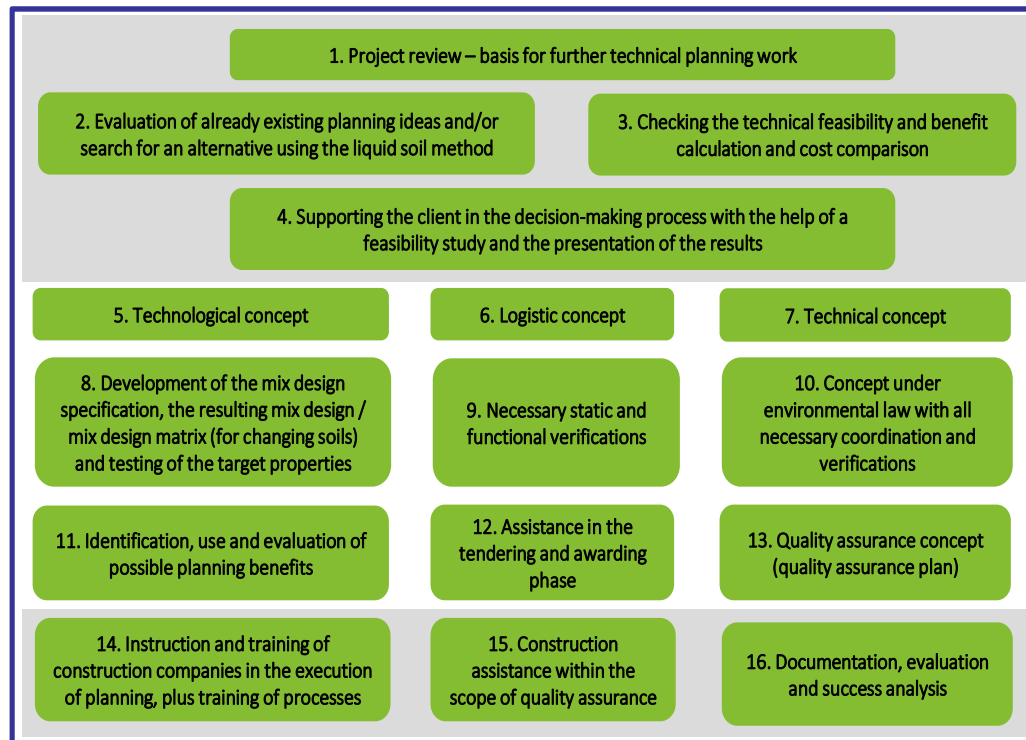 1. Project review – basis for further technical planning work
2. Evaluation of already existing planning ideas and/or
search for an alternative using the liquid soil method
3. Checking the technical feasibility and benefit
calculation and cost comparison
4. Supporting the client in the decision-making process with the help of a
feasibility study and the presentation of the results
5. Technological concept
6. Logistic concept
7. Technical concept
8. Development of the mix design
specification, the resulting mix design /
mix design matrix (for changing soils)
and testing of the target properties
9. Necessary static and
functional verifications
10. Concept under
environmental law with all
necessary coordination and
verifications
11. Identification, use and evaluation of
possible planning benefits
12. Assistance in the
tendering and awarding
phase
13. Quality assurance concept
(quality assurance plan)
14. Instruction and training of
construction companies in the execution
of planning, plus training of processes
15. Construction
assistance within the
scope of quality assurance
16. Documentation, evaluation
and success analysis